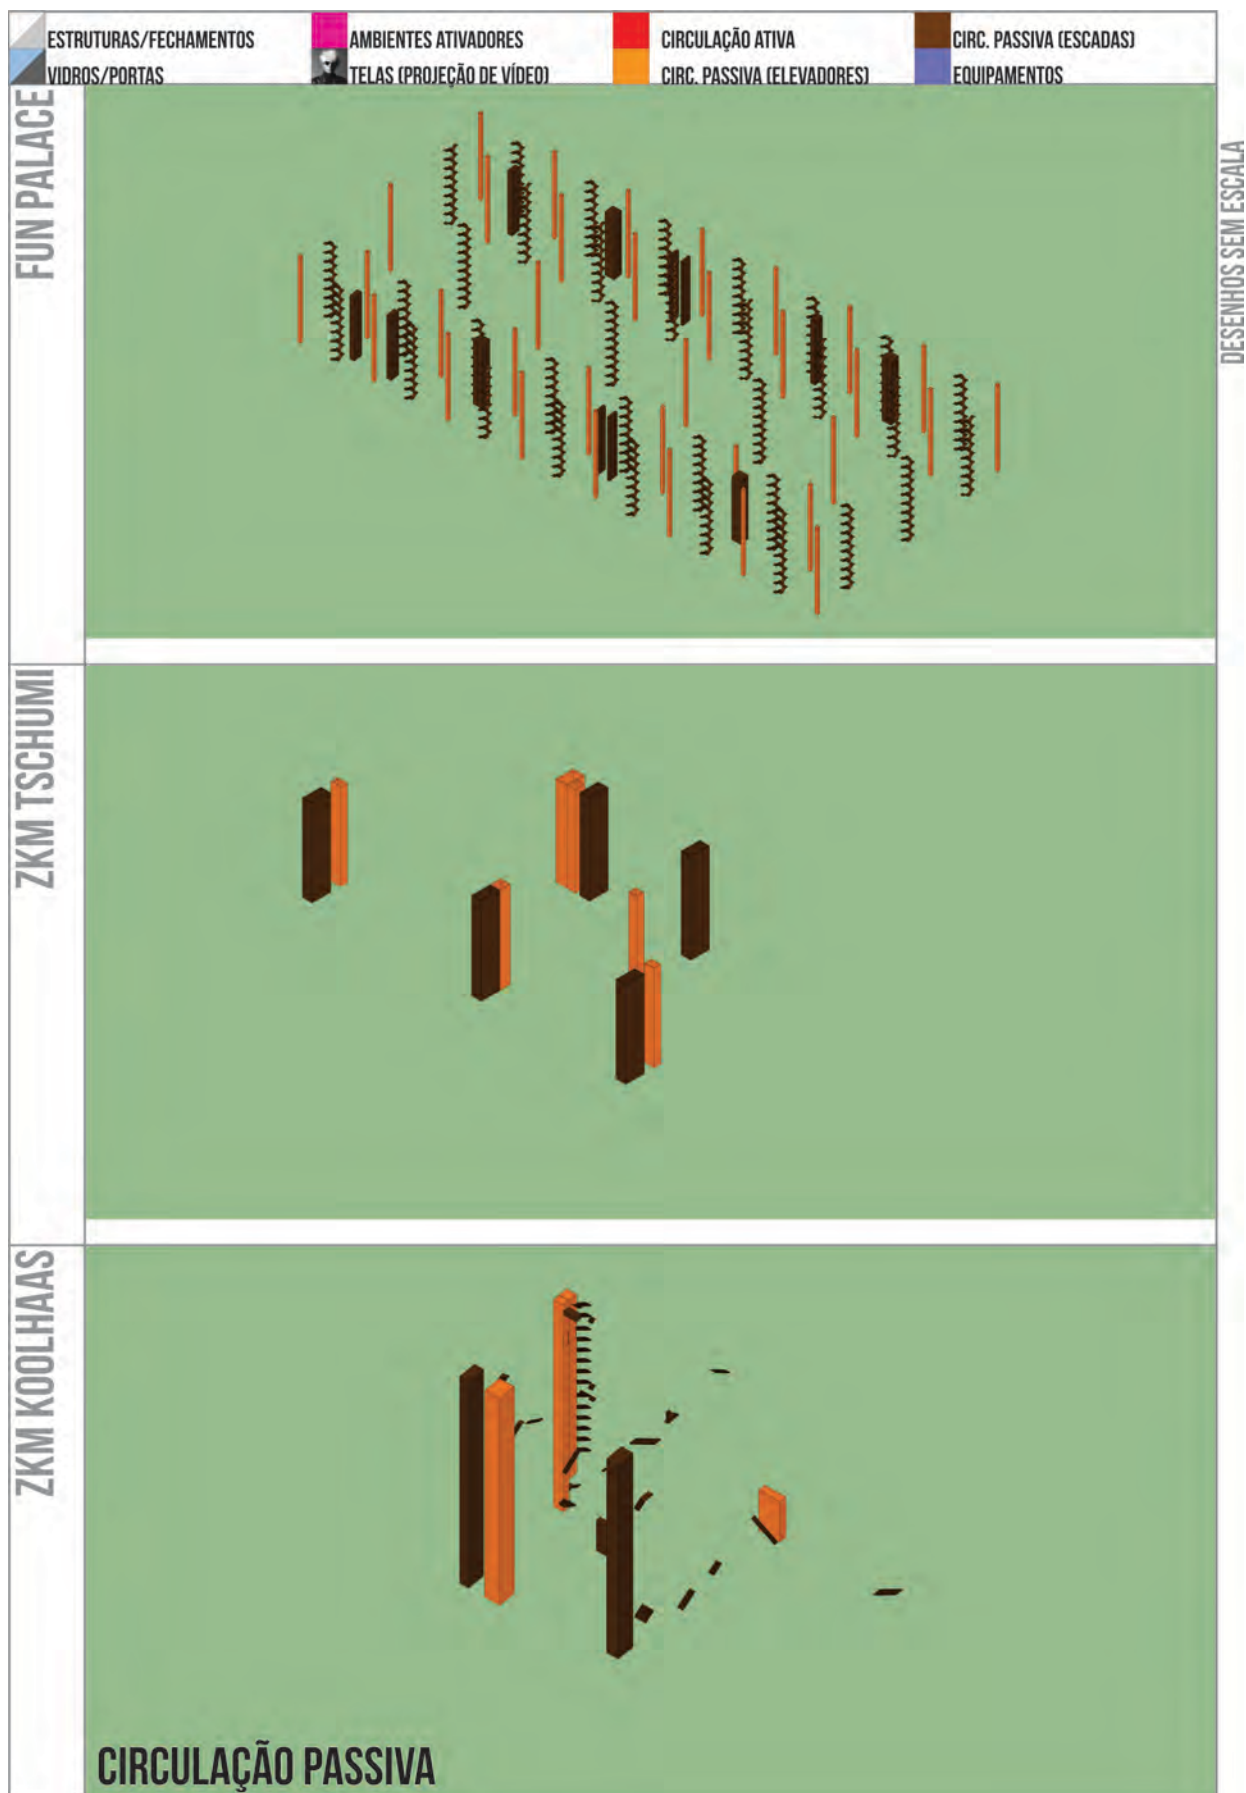 ESTRUTURAS/FECHAMENTOS
AMBIENTES ATIVADORES
CIRCULAÇÃO ATIVA
CIRC. PASSIVA (ESCADAS)
VIDROS/PORTAS
TELAS (PROJEÇÃO DE VÍDEO)
CIRC. PASSIVA (ELEVADORES)
EQUIPAMENTOS
FUN PALACE
DESENHOS SEM ESCALA
ZKM TSCHUMI
ZKM KOOLHAAS
CIRCULAÇÃO PASSIVA